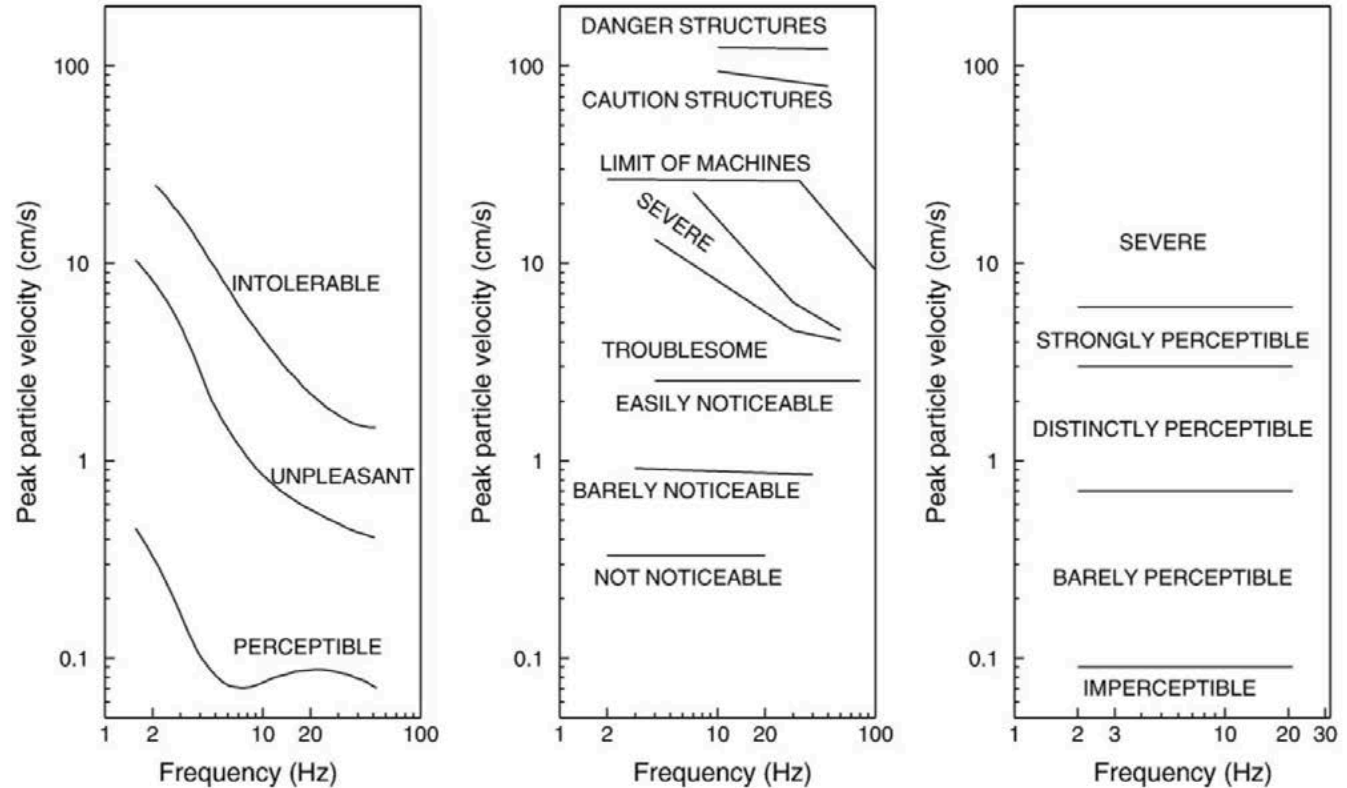 Peak particle velocity (cm/s)
100
10
1
0.1
INTOLERABLE
UNPLEASANT
PERCEPTIBLE
1 2 10 20 100
Frequency (Hz)
Peak particle velocity (cm/s)
100
10
1
0.1
DANGER STRUCTURES
CAUTION STRUCTURES
LIMIT OF MACHINES
SEVERE
TROUBLESOME
EASILY NOTICEABLE
BARELY NOTICEABLE
NOT NOTICEABLE
1 2 10 20 100
Frequency (Hz)
Peak particle velocity (cm/s)
100
10
1
0.1
SEVERE
STRONGLY PERCEPTIBLE
DISTINCTLY PERCEPTIBLE
BARELY PERCEPTIBLE
IMPERCEPTIBLE
1 2 3 10 20 30
Frequency (Hz)